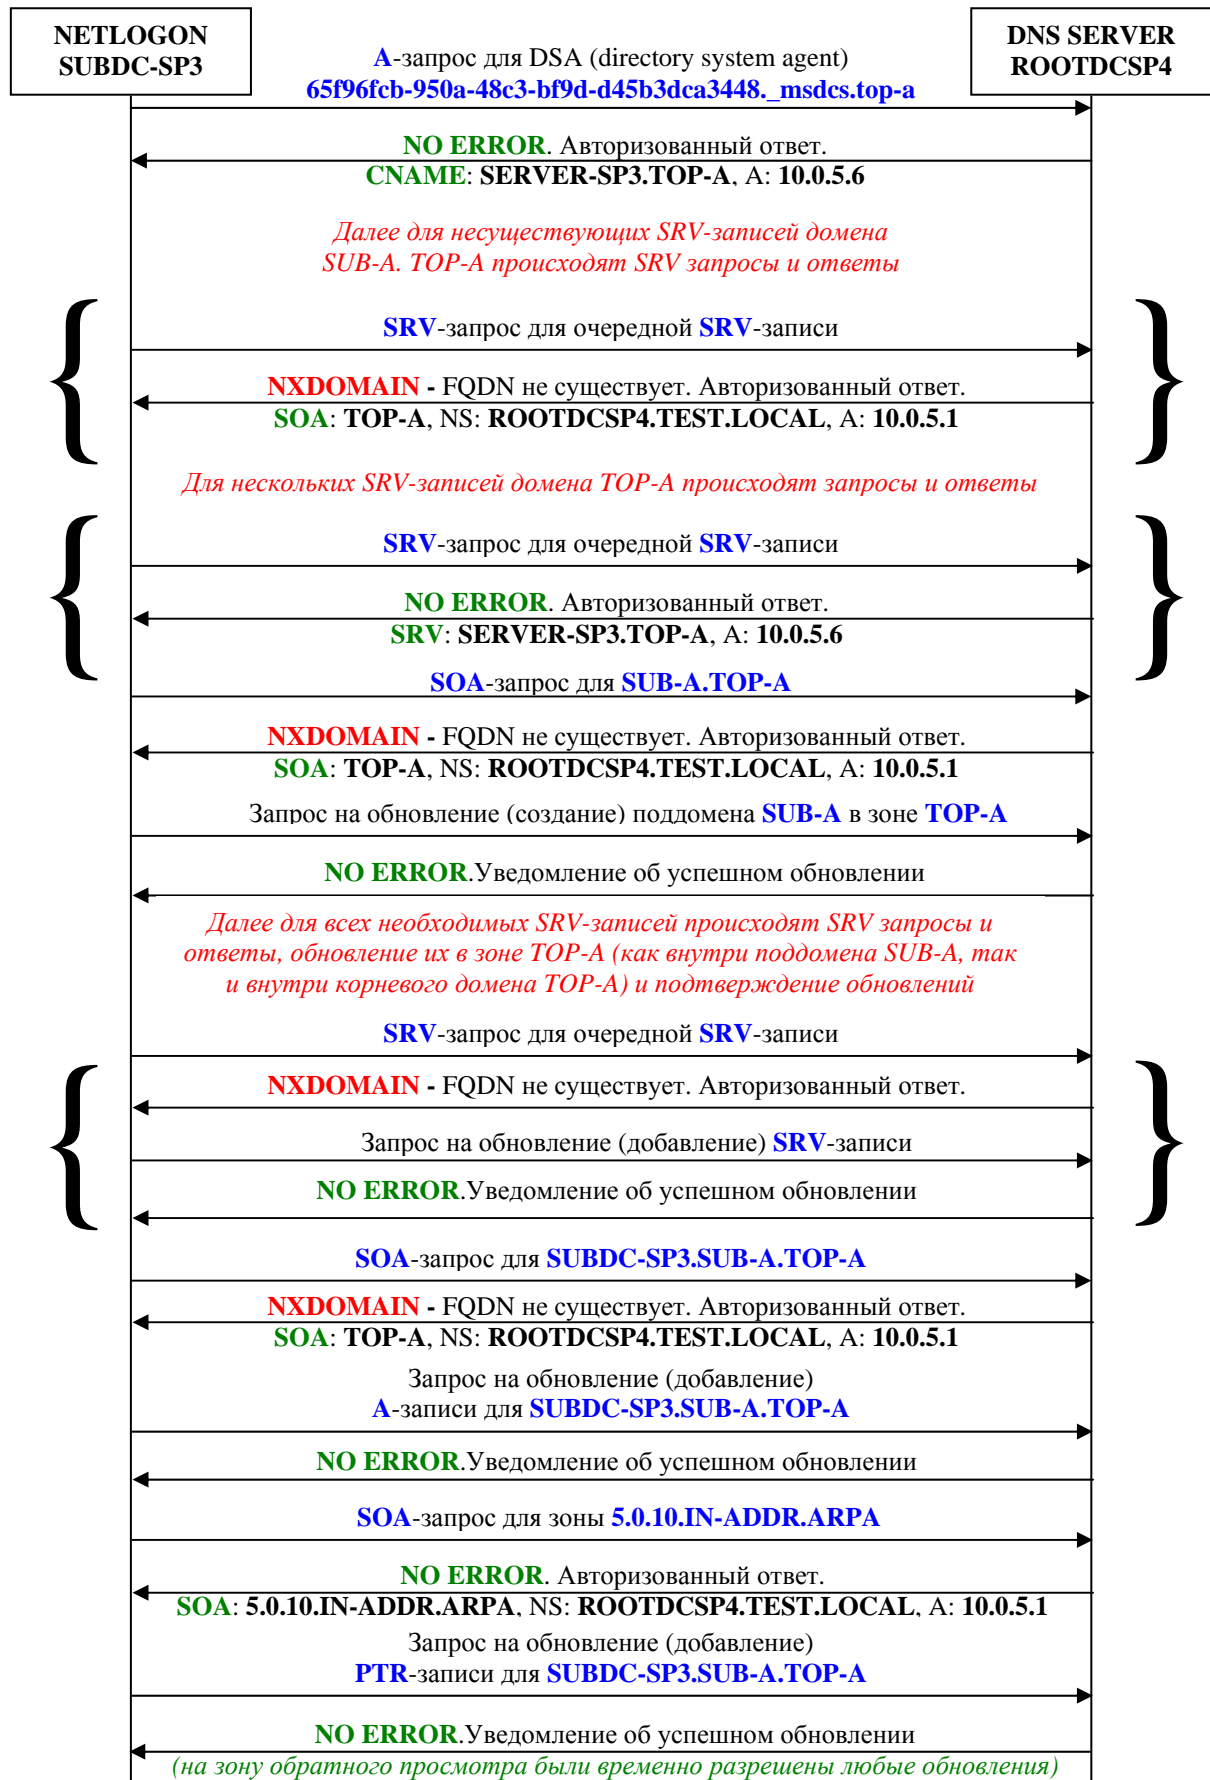 NETLOGON
SUBDC-SP3
DNS SERVER
ROOTDCSP4
A-запрос для DSA (directory system agent)
65f96fcb-950a-48c3-bf9d-d45b3dca3448._msdcs.top-a
NO ERROR. Авторизованный ответ.
CNAME: SERVER-SP3.TOP-A, A: 10.0.5.6
Далее для несуществующих SRV-записей домена
SUB-A. TOP-A происходят SRV запросы и ответы
SRV-запрос для очередной SRV-записи
NXDOMAIN - FQDN не существует. Авторизованный ответ.
SOA: TOP-A, NS: ROOTDCSP4.TEST.LOCAL, A: 10.0.5.1
Для нескольких SRV-записей домена TOP-A происходят запросы и ответы
SRV-запрос для очередной SRV-записи
NO ERROR. Авторизованный ответ.
SRV: SERVER-SP3.TOP-A, A: 10.0.5.6
SOA-запрос для SUB-A.TOP-A
NXDOMAIN - FQDN не существует. Авторизованный ответ.
SOA: TOP-A, NS: ROOTDCSP4.TEST.LOCAL, A: 10.0.5.1
Запрос на обновление (создание) поддомена SUB-A в зоне TOP-A
NO ERROR.Уведомление об успешном обновлении
Далее для всех необходимых SRV-записей происходят SRV запросы и
ответы, обновление их в зоне TOP-A (как внутри поддомена SUB-A, так
и внутри корневого домена TOP-A) и подтверждение обновлений
SRV-запрос для очередной SRV-записи
NXDOMAIN - FQDN не существует. Авторизованный ответ.
Запрос на обновление (добавление) SRV-записи
NO ERROR.Уведомление об успешном обновлении
SOA-запрос для SUBDC-SP3.SUB-A.TOP-A
NXDOMAIN - FQDN не существует. Авторизованный ответ.
SOA: TOP-A, NS: ROOTDCSP4.TEST.LOCAL, A: 10.0.5.1
Запрос на обновление (добавление)
A-записи для SUBDC-SP3.SUB-A.TOP-A
NO ERROR.Уведомление об успешном обновлении
SOA-запрос для зоны 5.0.10.IN-ADDR.ARPA
NO ERROR. Авторизованный ответ.
SOA: 5.0.10.IN-ADDR.ARPA, NS: ROOTDCSP4.TEST.LOCAL, A: 10.0.5.1
Запрос на обновление (добавление)
PTR-записи для SUBDC-SP3.SUB-A.TOP-A
NO ERROR.Уведомление об успешном обновлении
(на зону обратного просмотра были временно разрешены любые обновления)